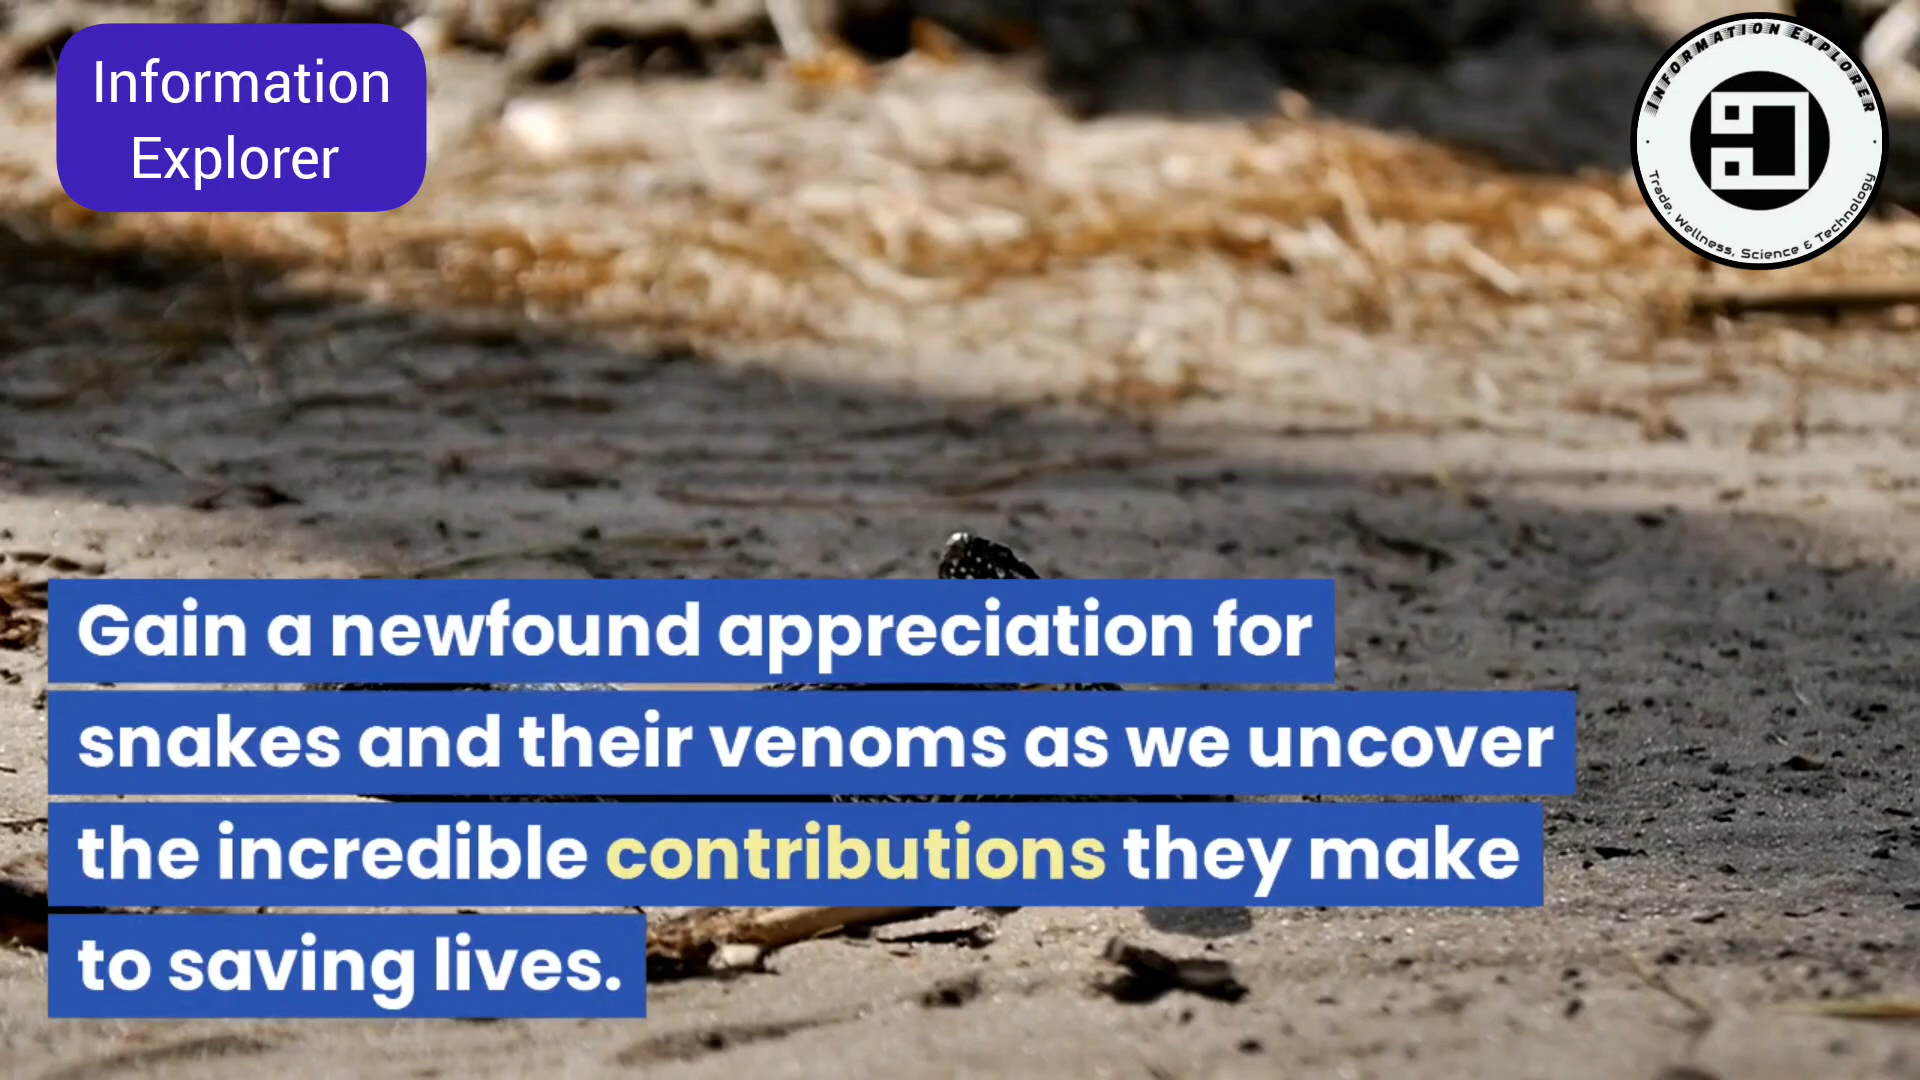 Information
Explorer
INFORMATION EXPLORER
Trade, Wellness, Science & Technology
Gain a newfound appreciation for
snakes and their venoms as we uncover
the incredible contributions they make
to saving lives.